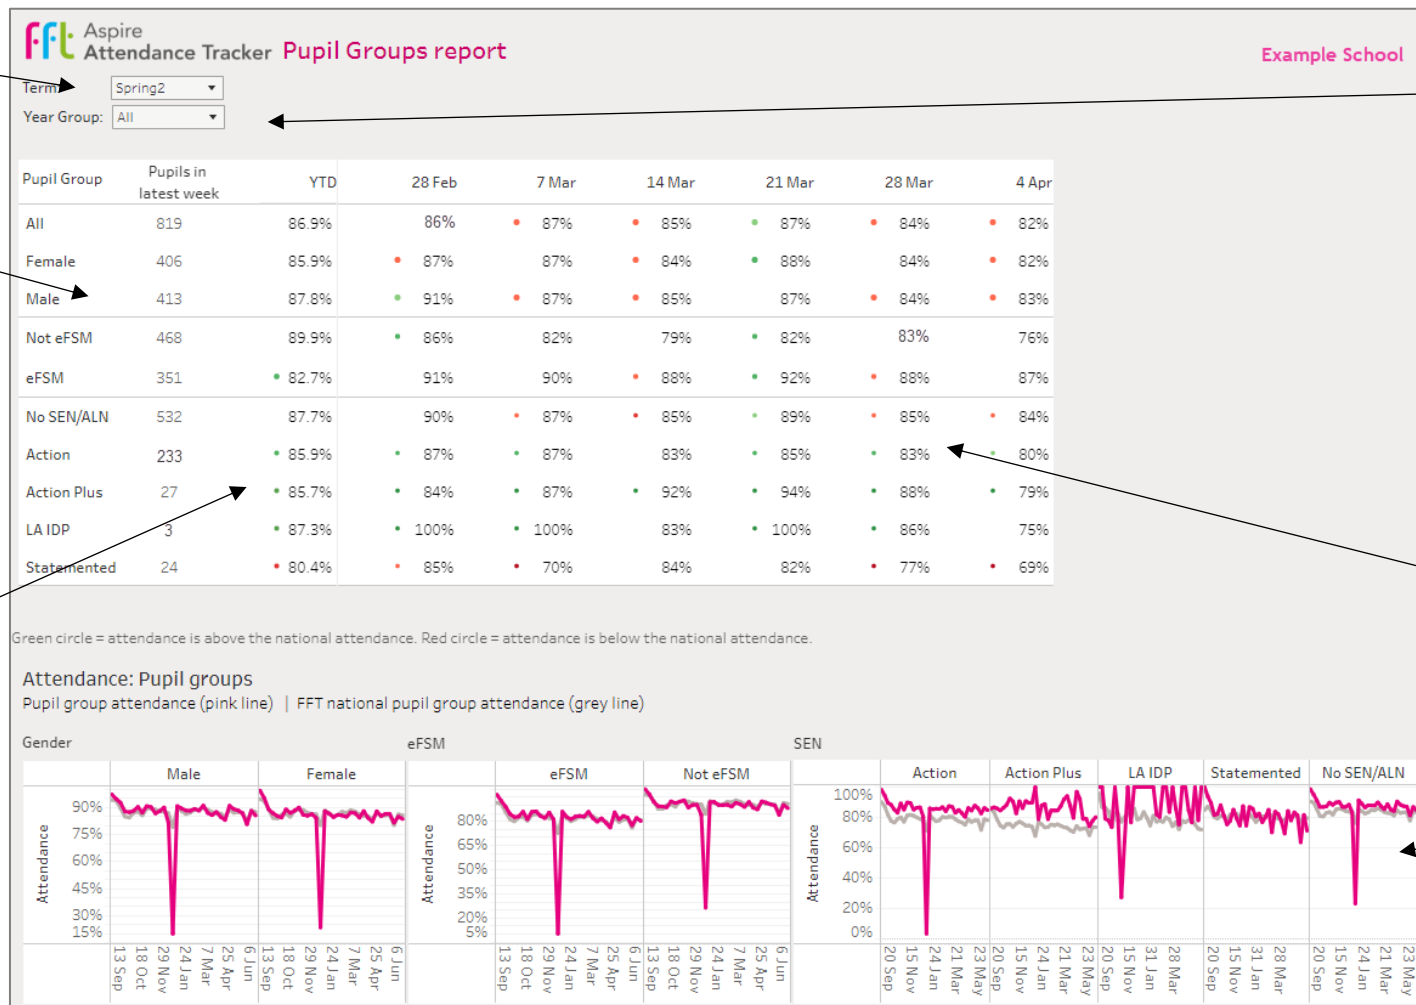 fft Aspire
Attendance Tracker Pupil Groups report
Example School
Term: Spring2
Year Group: All
Pupil Group Pupils in latest week YTD 28 Feb 7 Mar 14 Mar 21 Mar 28 Mar 4 Apr
All 819 86.9% 86% 87% 85% 87% 84% 82%
Female 406 85.9% 87% 87% 84% 88% 84% 82%
Male 413 87.8% 91% 87% 85% 87% 84% 83%
Not eFSM 468 89.9% 86% 82% 79% 82% 83% 76%
eFSM 351 82.7% 91% 90% 88% 92% 88% 87%
No SEN/ALN 532 87.7% 90% 87% 85% 89% 85% 84%
Action 233 85.9% 87% 87% 83% 85% 83% 80%
Action Plus 27 85.7% 84% 87% 92% 94% 88% 79%
LA IDP 3 87.3% 100% 100% 83% 100% 86% 75%
Statemented 24 80.4% 85% 70% 84% 82% 77% 69%
Green circle = attendance is above the national attendance. Red circle = attendance is below the national attendance.
Attendance: Pupil groups
Pupil group attendance (pink line) | FFT national pupil group attendance (grey line)
Gender eFSM SEN
Male Female eFSM Not eFSM Action Action Plus LA IDP Statemented No SEN/ALN
Attendance
90%
75%
60%
45%
30%
15%
13 Sep 18 Oct 29 Nov 24 Jan 7 Mar 25 Apr 6 Jun 13 Sep 18 Oct 29 Nov 24 Jan 7 Mar 25 Apr 6 Jun
Attendance
80%
65%
50%
35%
20%
5%
13 Sep 18 Oct 29 Nov 24 Jan 7 Mar 25 Apr 6 Jun 13 Sep 18 Oct 29 Nov 24 Jan 7 Mar 25 Apr 6 Jun
Attendance
100%
80%
60%
40%
20%
0%
20 Sep 15 Nov 24 Jan 21 Mar 23 May 20 Sep 15 Nov 24 Jan 21 Mar 23 May 20 Sep 15 Nov 31 Jan 28 Mar 20 Sep 15 Nov 31 Jan 28 Mar 20 Sep 15 Nov 24 Jan 21 Mar 23 May